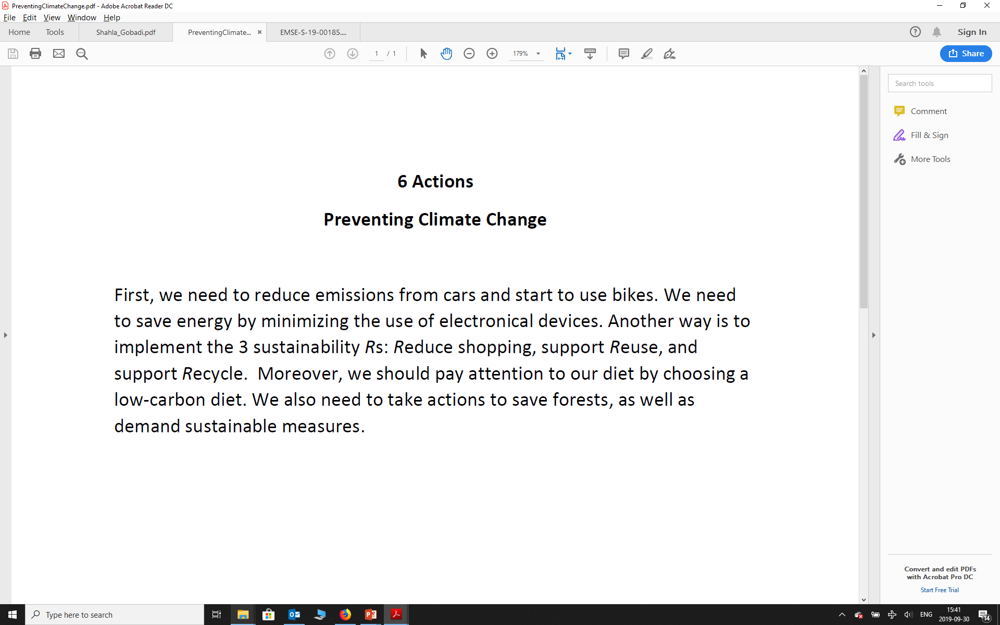 PreventingClimateChange.pdf - Adobe Acrobat Reader DC
File Edit View Window Help
Home Tools Shahla_Gobadi.pdf PreventingClimate... × EMSE-S-19-00185.... Sign In
1 / 1 179% Share
Search tools
Comment
Fill & Sign
More Tools
6 Actions
Preventing Climate Change
First, we need to reduce emissions from cars and start to use bikes. We need
to save energy by minimizing the use of electronical devices. Another way is to
implement the 3 sustainability Rs: Reduce shopping, support Reuse, and
support Recycle.  Moreover, we should pay attention to our diet by choosing a
low-carbon diet. We also need to take actions to save forests, as well as
demand sustainable measures.
Convert and edit PDFs
with Acrobat Pro DC
Start Free Trial
Type here to search
ENG
15:41
2019-09-30
14